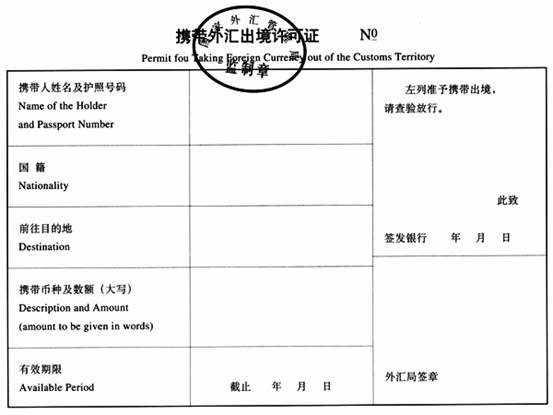 携带外汇出境许可证 №
国家外汇管理局
监制章
Permit fou Taking Foreign Currency out of the Customs Territory
携带人姓名及护照号码
Name of the Holder
and Passport Number
左列准予携带出境，
请查验放行。
国 籍
Nationality
此致
前往目的地
Destination
签发银行 年 月 日
携带币种及数额（大写）
Description and Amount
(amount to be given in words)
有效期限
Available Period
截止 年 月 日
外汇局签章